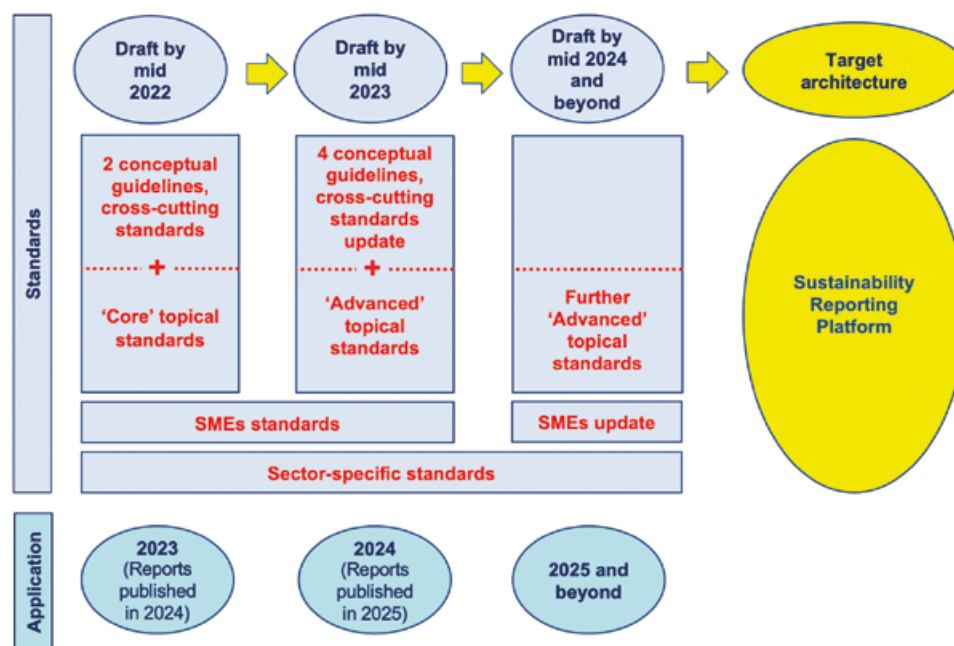 Standards
Draft by
mid
2022
Draft by
mid
2023
Draft by
mid 2024
and
beyond
Target
architecture
2 conceptual
guidelines,
cross-cutting
standards
+
‘Core’ topical
standards
4 conceptual
guidelines,
cross-cutting
standards
update
+
‘Advanced’
topical
standards
Further
‘Advanced’
topical
standards
Sustainability
Reporting
Platform
SMEs standards
SMEs update
Sector-specific standards
Application
2023
(Reports
published
in 2024)
2024
(Reports
published
in 2025)
2025 and
beyond